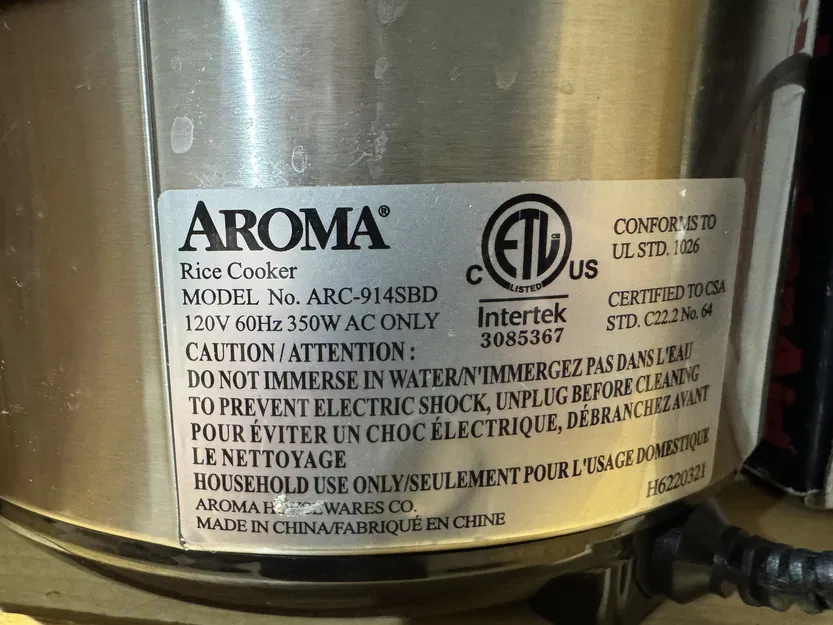 AROMA®
Rice Cooker
MODEL No. ARC-914SBD
120V 60Hz 350W AC ONLY
ETL CM
LISTED
C US
Intertek
3085367
CONFORMS TO
UL STD. 1026
CERTIFIED TO CSA
STD. C22.2 No. 64
CAUTION / ATTENTION :
DO NOT IMMERSE IN WATER/N'IMMERGEZ PAS DANS L'EAU
TO PREVENT ELECTRIC SHOCK, UNPLUG BEFORE CLEANING
POUR ÉVITER UN CHOC ÉLECTRIQUE, DÉBRANCHEZ AVANT
LE NETTOYAGE
HOUSEHOLD USE ONLY/SEULEMENT POUR L'USAGE DOMESTIQUE
AROMA HOUSEWARES CO.
MADE IN CHINA/FABRIQUÉ EN CHINE
H6220321